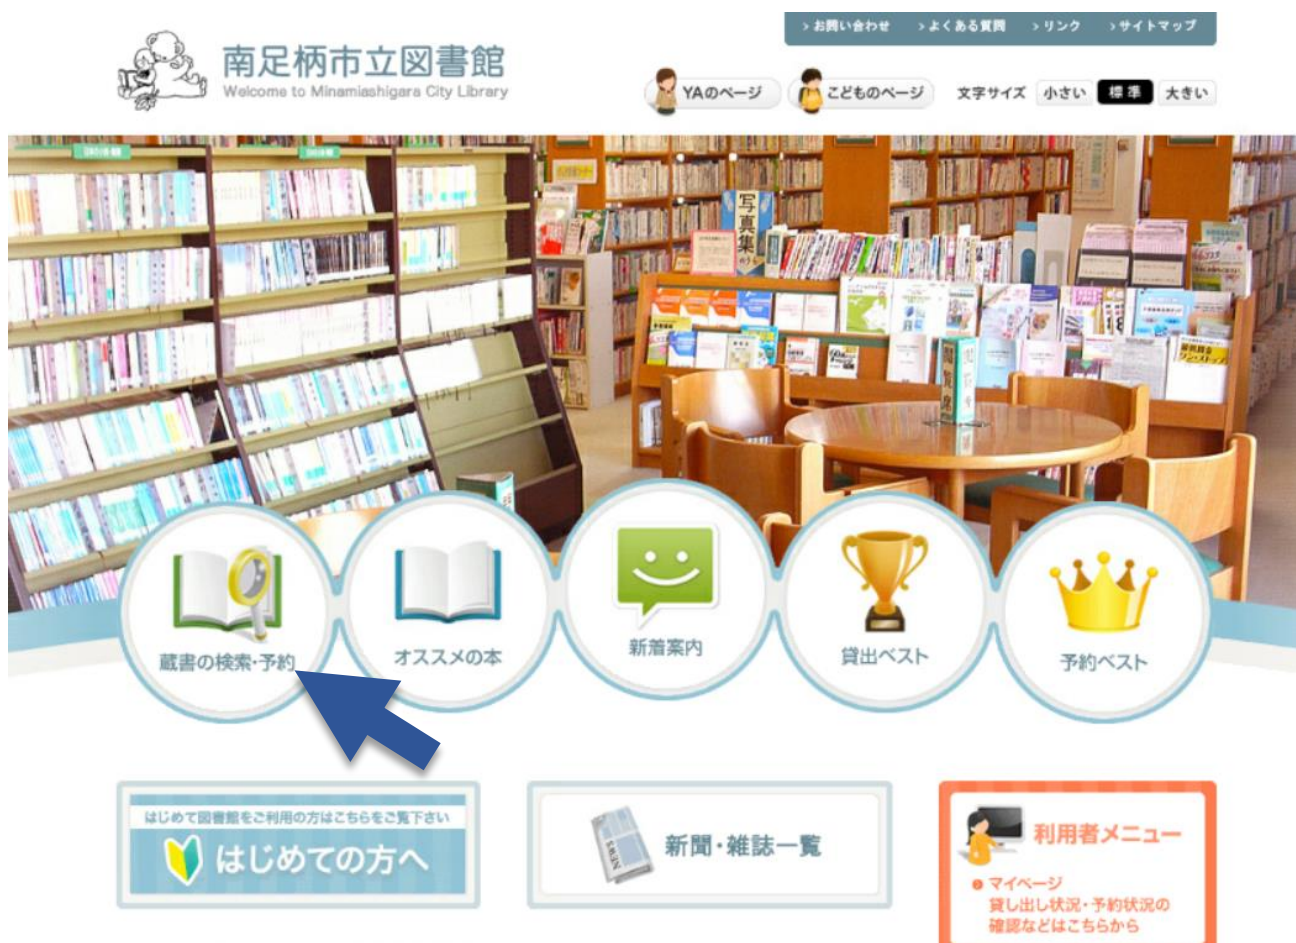 > お問い合わせ > よくある質問 > リンク > サイトマップ
南足柄市立図書館
Welcome to Minamiashigara City Library
YAのページ
こどものページ
文字サイズ 小さい 標準 大きい
写真集
閲覧席
蔵書の検索・予約
オススメの本
新着案内
貸出ベスト
予約ベスト
はじめて図書館をご利用の方はこちらをご覧下さい
はじめての方へ
NEWS
新聞・雑誌一覧
利用者メニュー
マイページ
貸し出し状況・予約状況の
確認などはこちらから